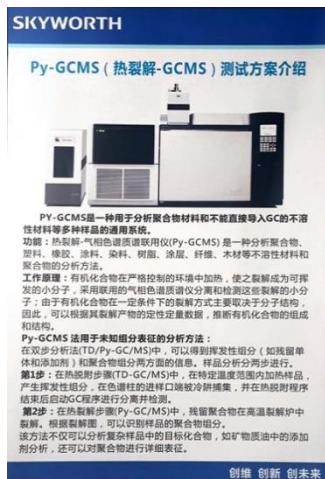 SKYWORTH
Py-GCMS（热裂解-GCMS）测试方案介绍
PY-GCMS是一种用于分析聚合物材料和不能直接导入GC的不溶
性材料等多种样品的通用系统。
功能：热裂解-气相色谱质谱联用仪(Py-GCMS) 是一种分析聚合物、
塑料、橡胶、涂料、染料、树脂、涂层、纤维、木材等不溶性材料和
聚合物的分析方法。
工作原理：有机化合物在严格控制的环境中加热，使之裂解成为可挥
发的小分子，采用联用的气相色谱质谱仪分离和检测这些裂解的小分
子；由于有机化合物在一定条件下的裂解方式主要取决于分子结构，
因此，可以根据其裂解产物的定性定量数据，推断有机化合物的组成
和结构。
Py-GCMS 法用于未知组分表征的分析方法：
在双步分析法(TD/Py-GC/MS)中，可以得到挥发性组分（如残留单
体和添加剂）和聚合物组分两方面的信息。样品分析分两步进行。
第1步：在热脱附步骤(TD-GC/MS)中，在特定温度范围内加热样品，
产生挥发性组分，在色谱柱的进样口端被冷阱捕集，并在热脱附程序
结束后启动GC程序进行分离并检测。
第2步：在热裂解步骤(Py-GC/MS)中，残留聚合物在高温裂解炉中
裂解。根据裂解图，可以识别样品的聚合物组分。
该方法不仅可以分析复杂样品中的目标化合物，如矿物质油中的添加
剂分析，还可以对聚合物进行详细表征。
创维 创新 创未来